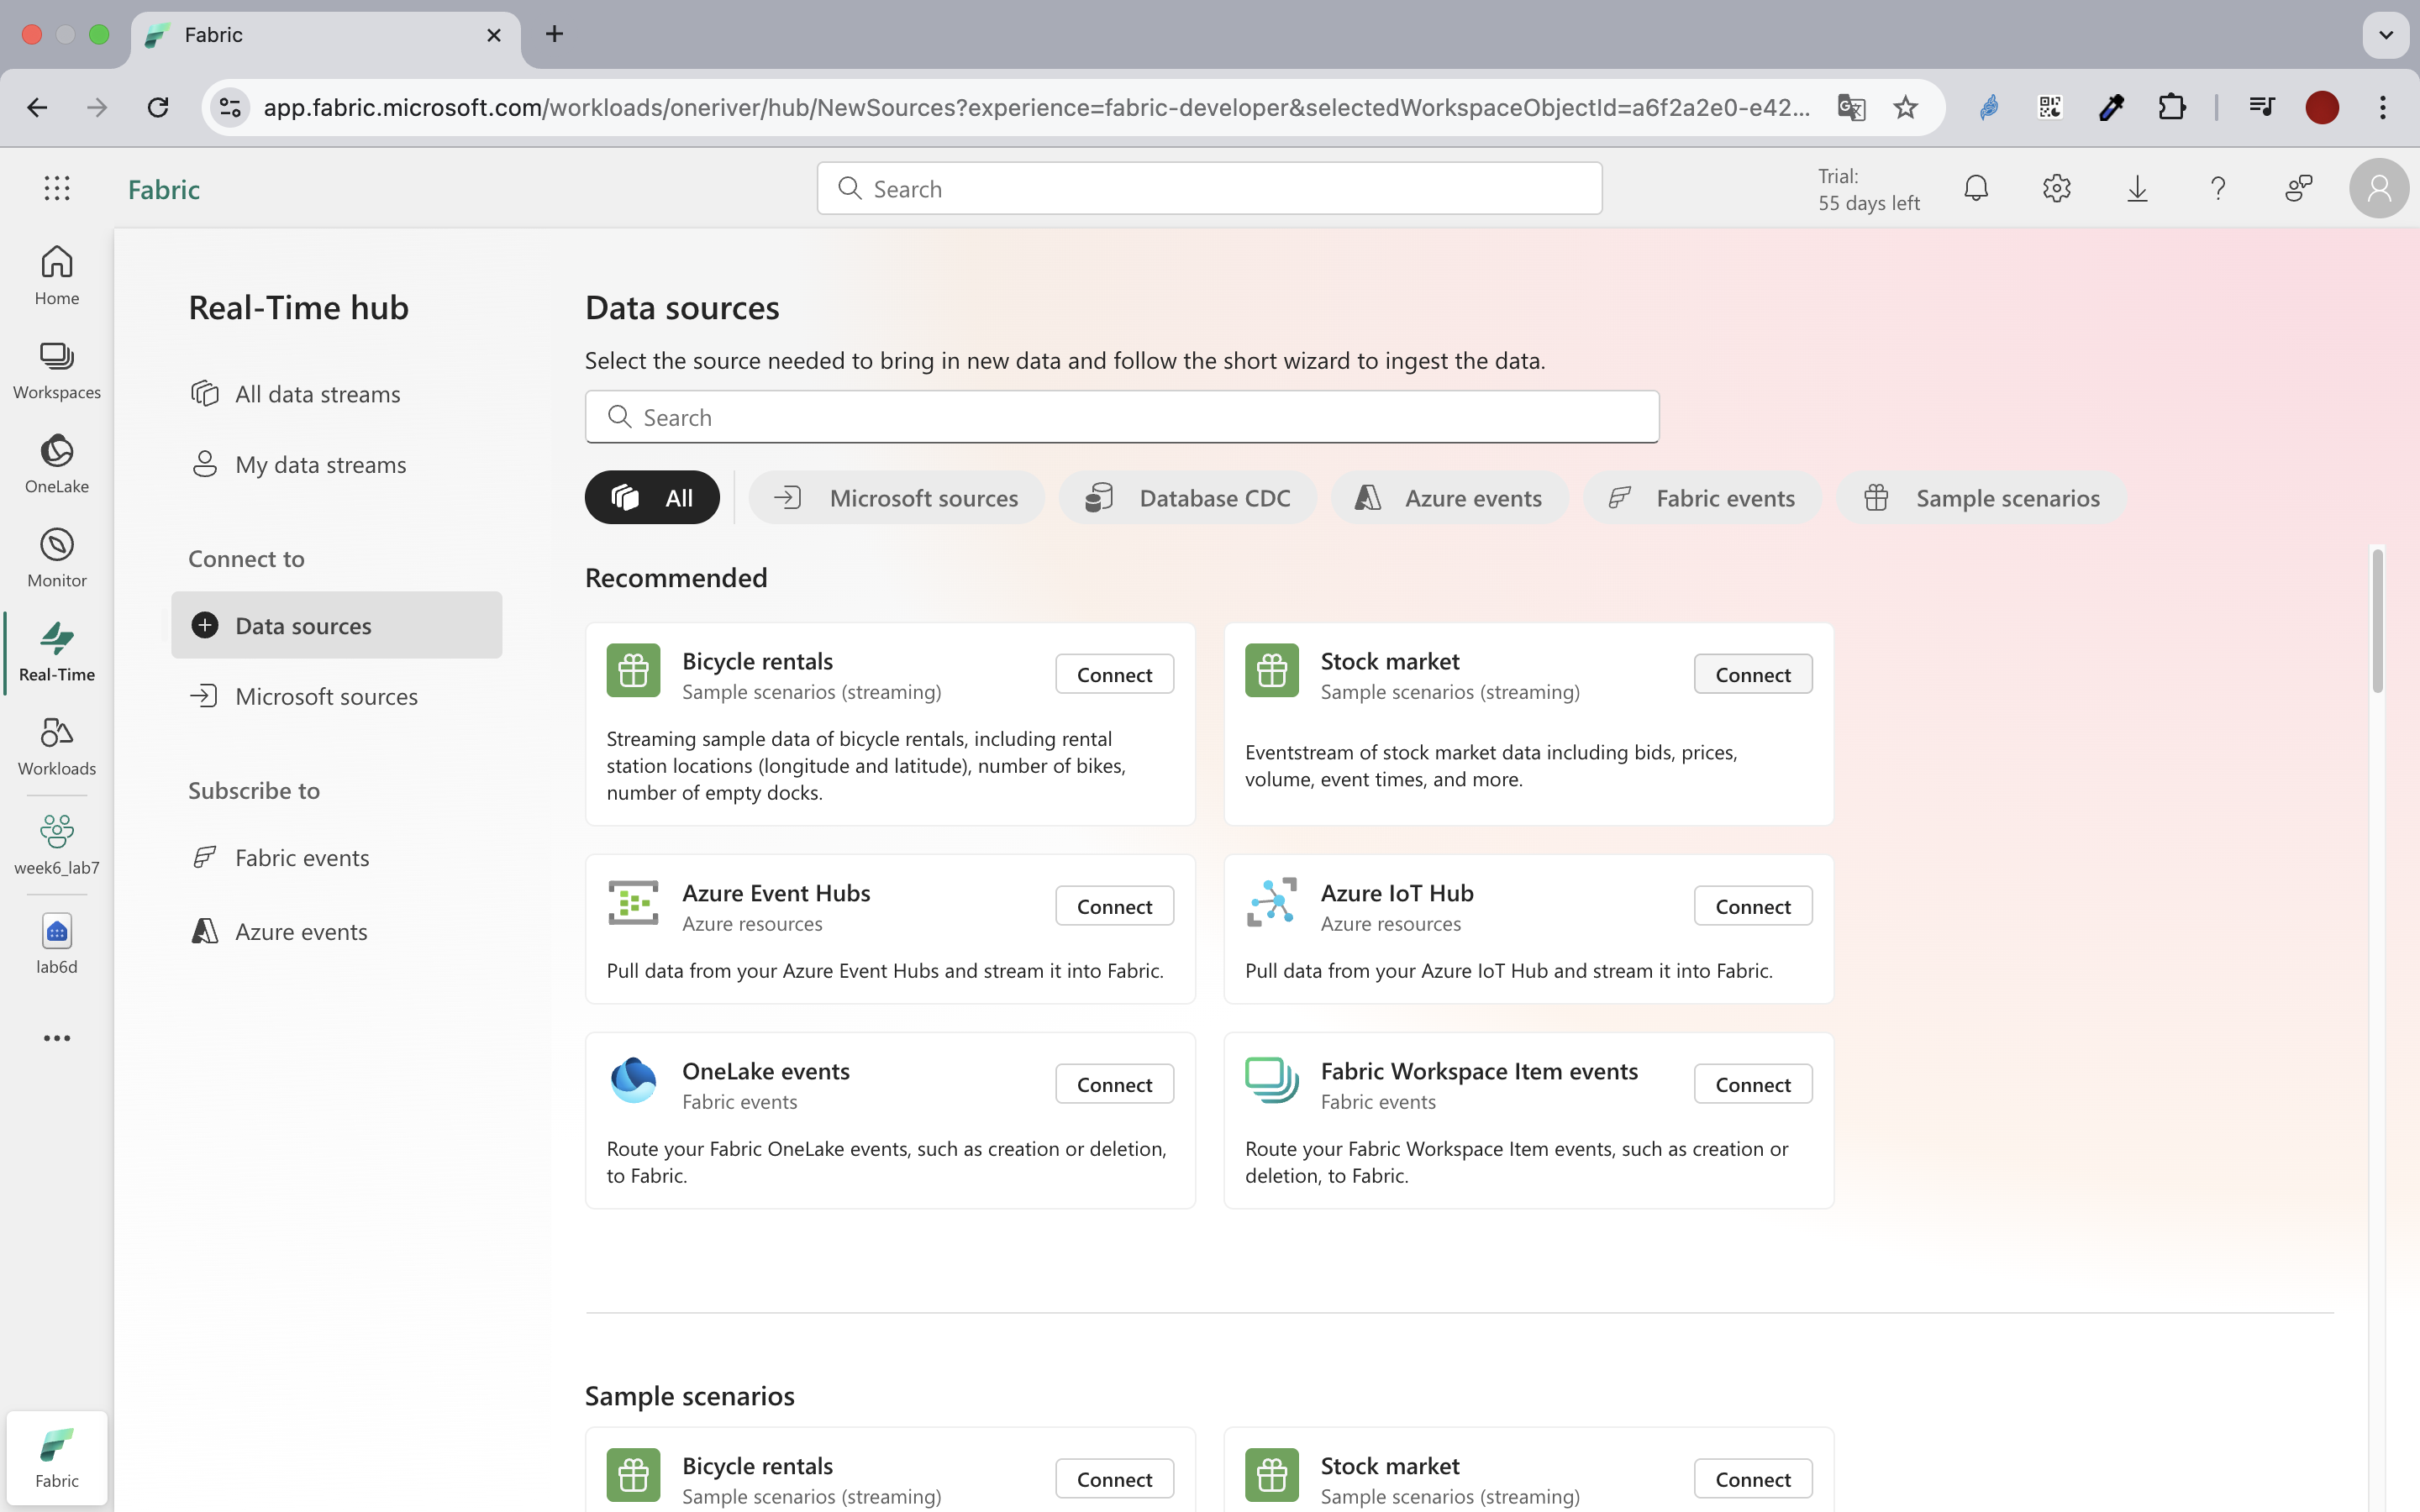 Fabric
app.fabric.microsoft.com/workloads/oneriver/hub/NewSources?experience=fabric-developer&selectedWorkspaceObjectId=a6f2a2e0-e42...
Fabric
Search
Trial:
55 days left
Home
Workspaces
OneLake
Monitor
Real-Time
Workloads
week6_lab7
lab6d
Fabric
Real-Time hub
All data streams
My data streams
Connect to
Data sources
Microsoft sources
Subscribe to
Fabric events
Azure events
Data sources
Select the source needed to bring in new data and follow the short wizard to ingest the data.
Search
All
Microsoft sources
Database CDC
Azure events
Fabric events
Sample scenarios
Recommended
Bicycle rentals
Sample scenarios (streaming)
Connect
Streaming sample data of bicycle rentals, including rental
station locations (longitude and latitude), number of bikes,
number of empty docks.
Stock market
Sample scenarios (streaming)
Connect
Eventstream of stock market data including bids, prices,
volume, event times, and more.
Azure Event Hubs
Azure resources
Connect
Pull data from your Azure Event Hubs and stream it into Fabric.
Azure IoT Hub
Azure resources
Connect
Pull data from your Azure IoT Hub and stream it into Fabric.
OneLake events
Fabric events
Connect
Route your Fabric OneLake events, such as creation or deletion,
to Fabric.
Fabric Workspace Item events
Fabric events
Connect
Route your Fabric Workspace Item events, such as creation or
deletion, to Fabric.
Sample scenarios
Bicycle rentals
Sample scenarios (streaming)
Connect
Stock market
Sample scenarios (streaming)
Connect